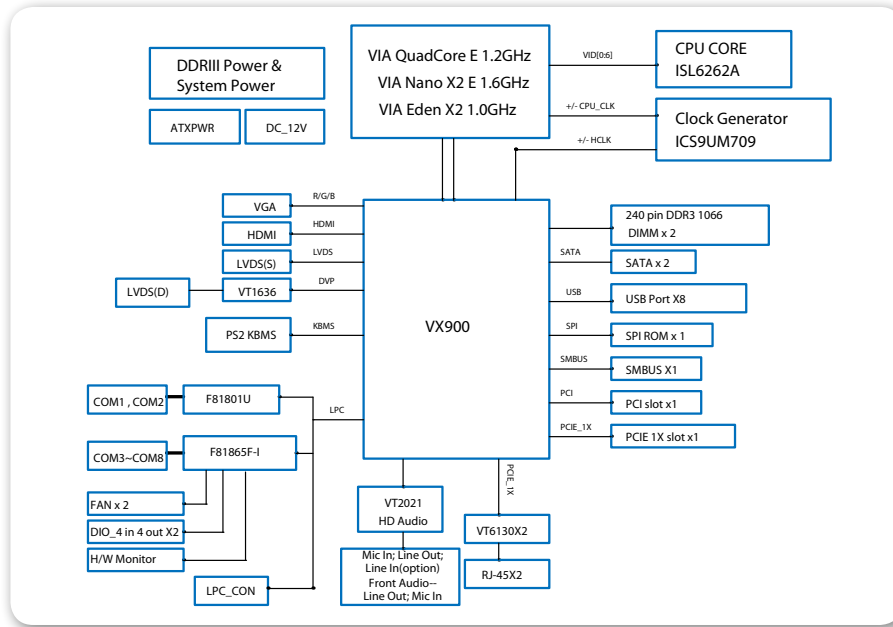 DDRIII Power &
System Power
ATXPWR
DC_12V
VIA QuadCore E 1.2GHz
VIA Nano X2 E 1.6GHz
VIA Eden X2 1.0GHz
VID[0:6]
CPU CORE
ISL6262A
+/- CPU_CLK
Clock Generator
ICS9UM709
+/- HCLK
VGA
R/G/B
HDMI
HDMI
LVDS(S)
LVDS
LVDS(D)
VT1636
DVP
PS2 KBMS
KBMS
VX900
240 pin DDR3 1066
DIMM x 2
SATA
SATA x 2
USB
USB Port X8
SPI
SPI ROM x 1
SMBUS
SMBUS X1
PCI
PCI slot x1
PCIE_1X
PCIE 1X slot x1
COM1 , COM2
F81801U
LPC
COM3~COM8
F81865F-I
FAN x 2
DIO_4 in 4 out X2
H/W Monitor
LPC_CON
VT2021
HD Audio
Mic In; Line Out;
Line In(option)
Front Audio--
Line Out; Mic In
PCIE_1X
VT6130X2
RJ-45X2